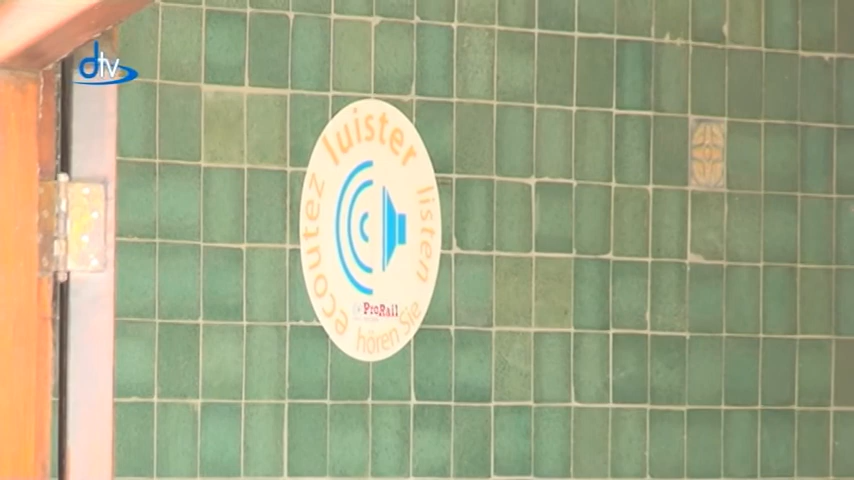 dtv
luister
listen
hören Sie
écoutez
ProRail